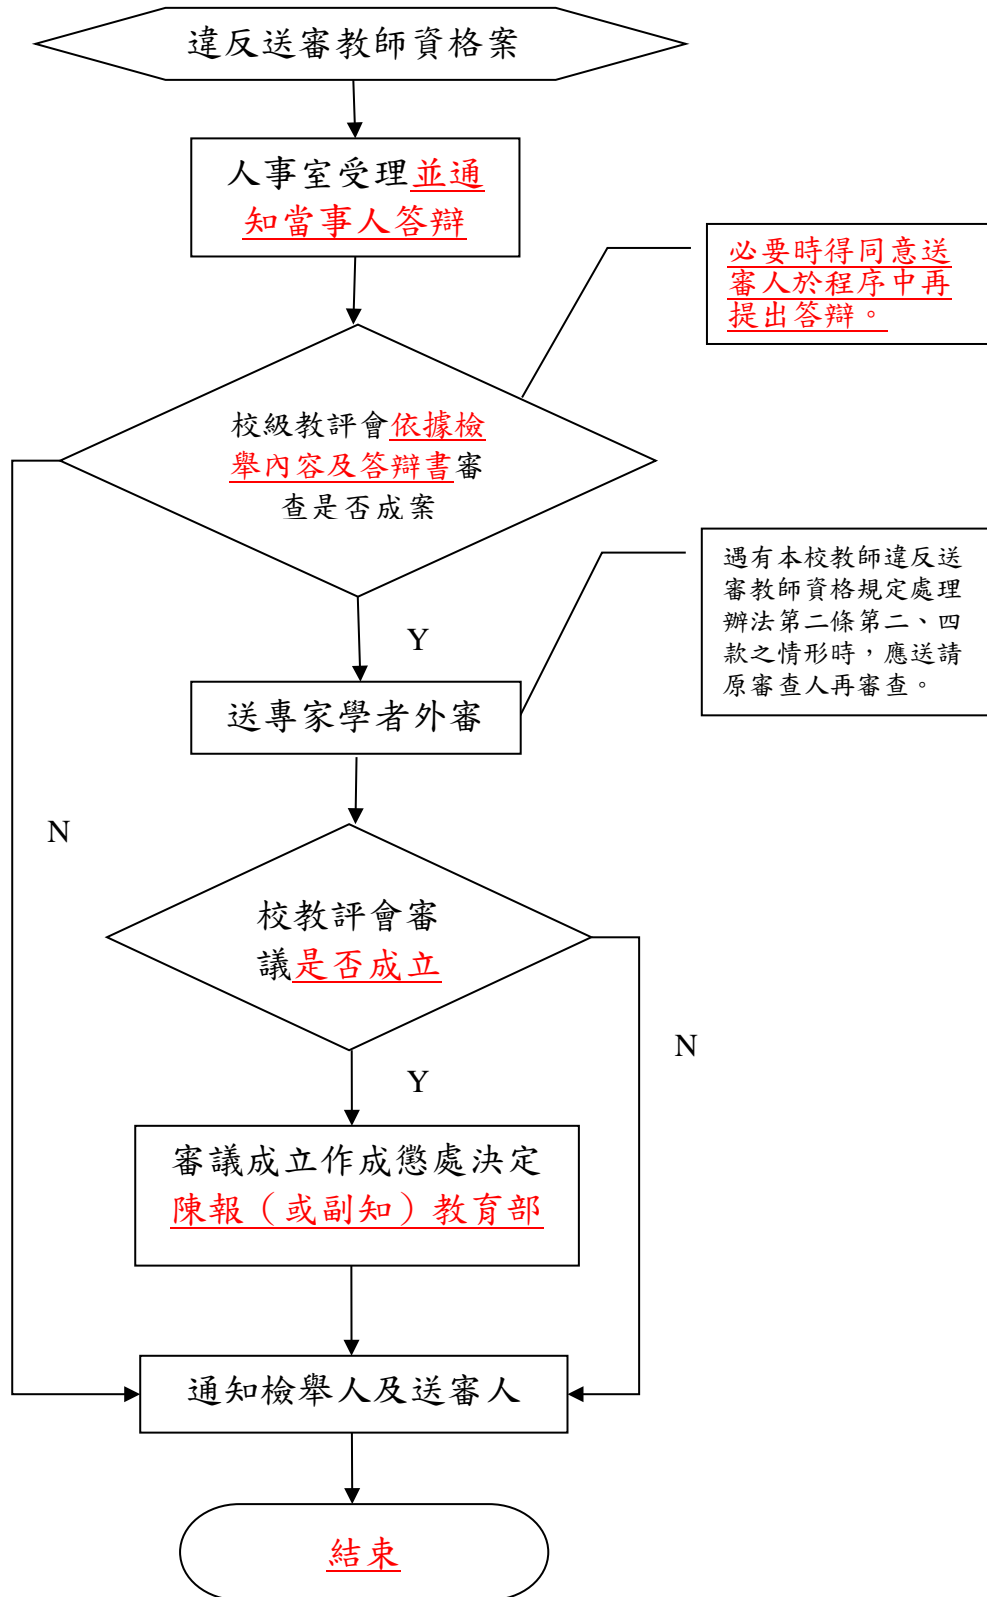 違反送審教師資格案
人事室受理並通
知當事人答辯
必要時得同意送
審人於程序中再
提出答辯。
校級教評會依據檢
舉內容及答辯書審
查是否成案
遇有本校教師違反送
審教師資格規定處理
辦法第二條第二、四
款之情形時，應送請
原審查人再審查。
Y
送專家學者外審
N
校教評會審
議是否成立
N
Y
審議成立作成懲處決定
陳報（或副知）教育部
通知檢舉人及送審人
結束